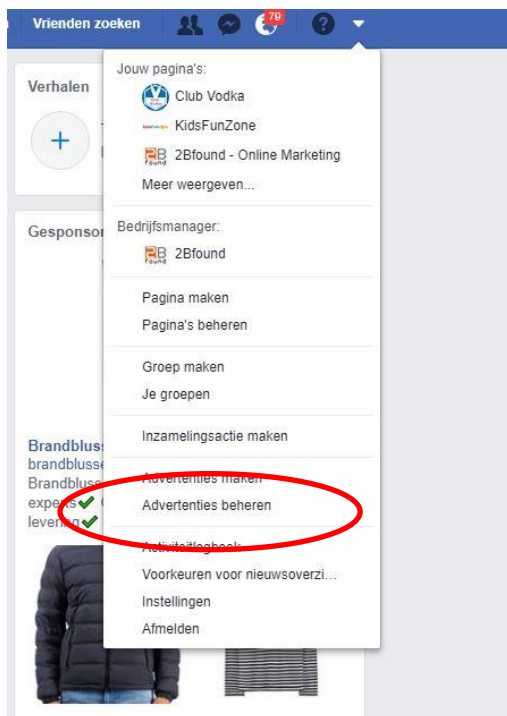 Vrienden zoeken
79
Jouw pagina's:
Club Vodka
KidsFunZone
2Bfound - Online Marketing
Meer weergeven...
Bedrijfsmanager:
2Bfound
Pagina maken
Pagina's beheren
Groep maken
Je groepen
Inzamelingsactie maken
Advertenties maken
Advertenties beheren
Activiteitlogboek
Voorkeuren voor nieuwsoverzi...
Instellingen
Afmelden
Verhalen
Gesponsor
Brandbluss
brandblusse
Brandbluss
experts
levering